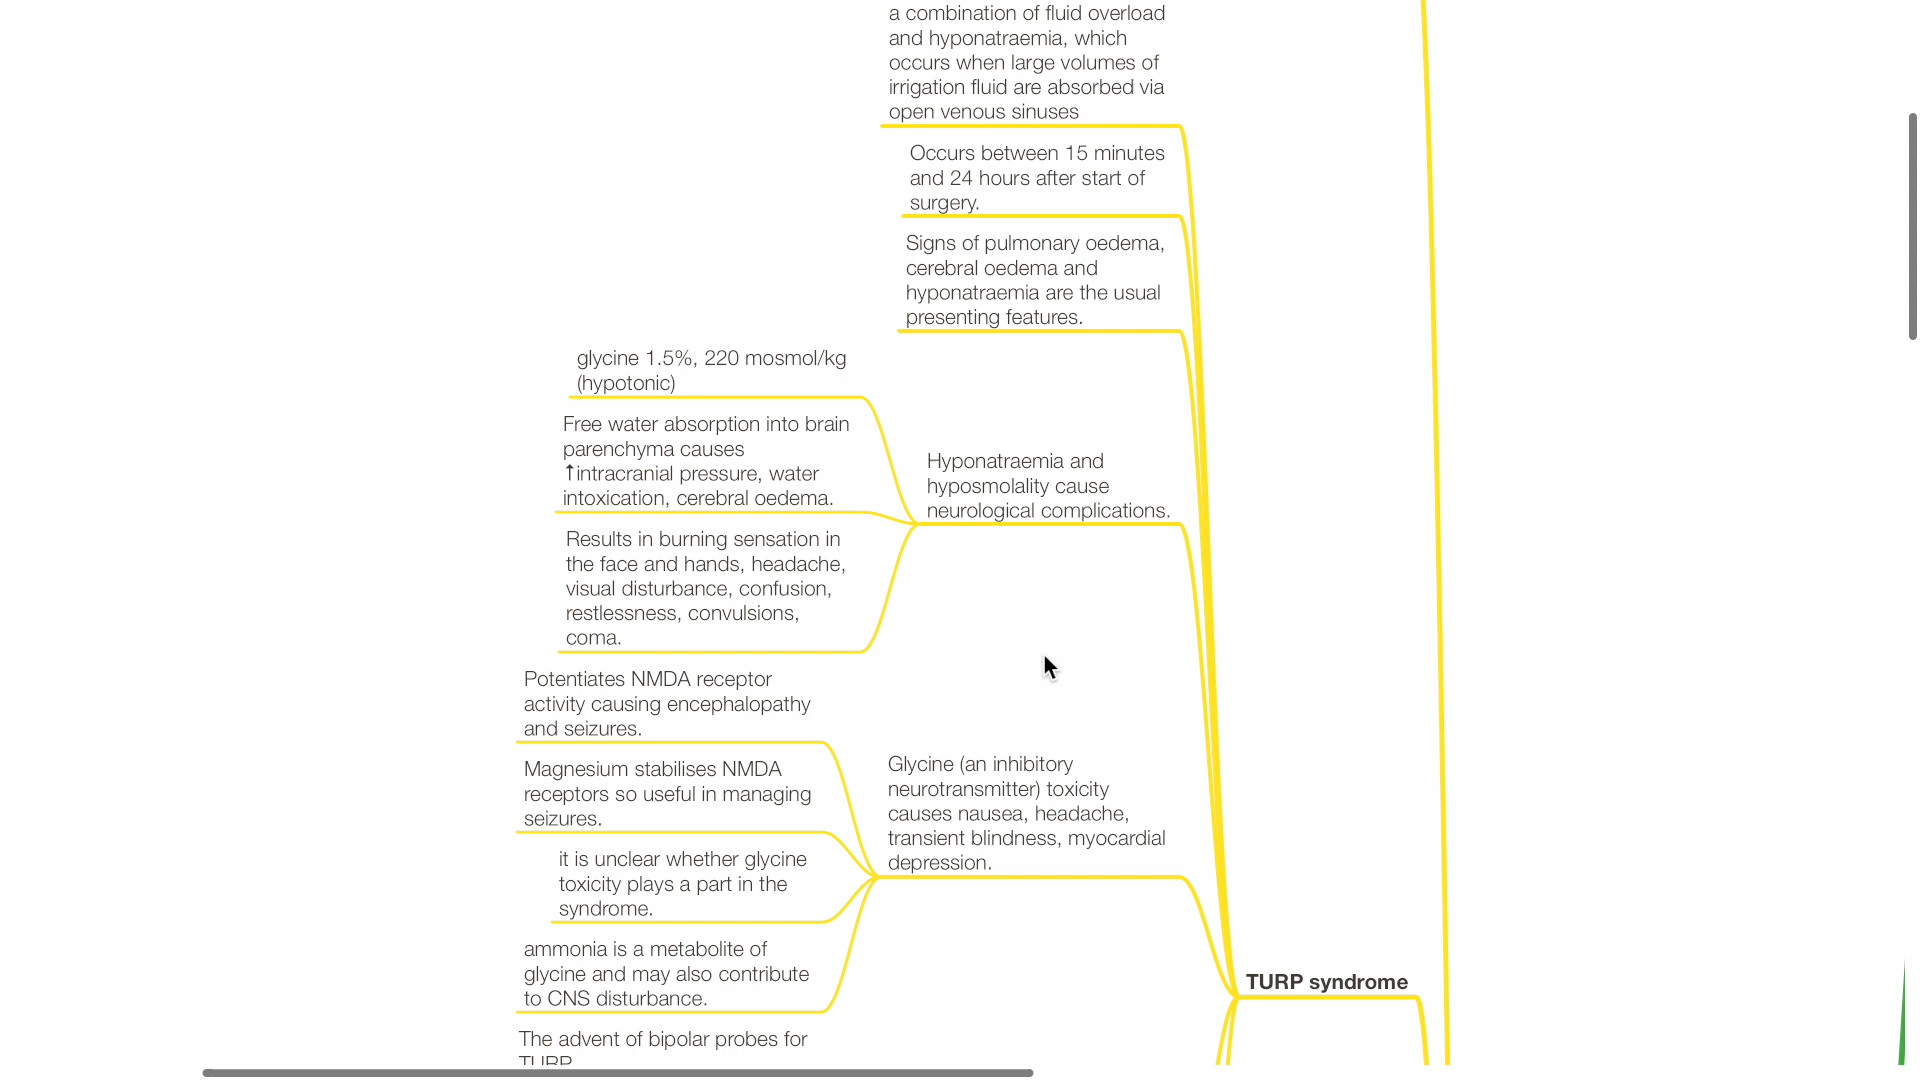 a combination of fluid overload
and hyponatraemia, which
occurs when large volumes of
irrigation fluid are absorbed via
open venous sinuses
Occurs between 15 minutes
and 24 hours after start of
surgery.
Signs of pulmonary oedema,
cerebral oedema and
hyponatraemia are the usual
presenting features.
glycine 1.5%, 220 mosmol/kg
(hypotonic)
Free water absorption into brain
parenchyma causes
↑intracranial pressure, water
intoxication, cerebral oedema.
Results in burning sensation in
the face and hands, headache,
visual disturbance, confusion,
restlessness, convulsions,
coma.
Hyponatraemia and
hyposmolality cause
neurological complications.
Potentiates NMDA receptor
activity causing encephalopathy
and seizures.
Magnesium stabilises NMDA
receptors so useful in managing
seizures.
it is unclear whether glycine
toxicity plays a part in the
syndrome.
ammonia is a metabolite of
glycine and may also contribute
to CNS disturbance.
Glycine (an inhibitory
neurotransmitter) toxicity
causes nausea, headache,
transient blindness, myocardial
depression.
TURP syndrome
The advent of bipolar probes for
TURP